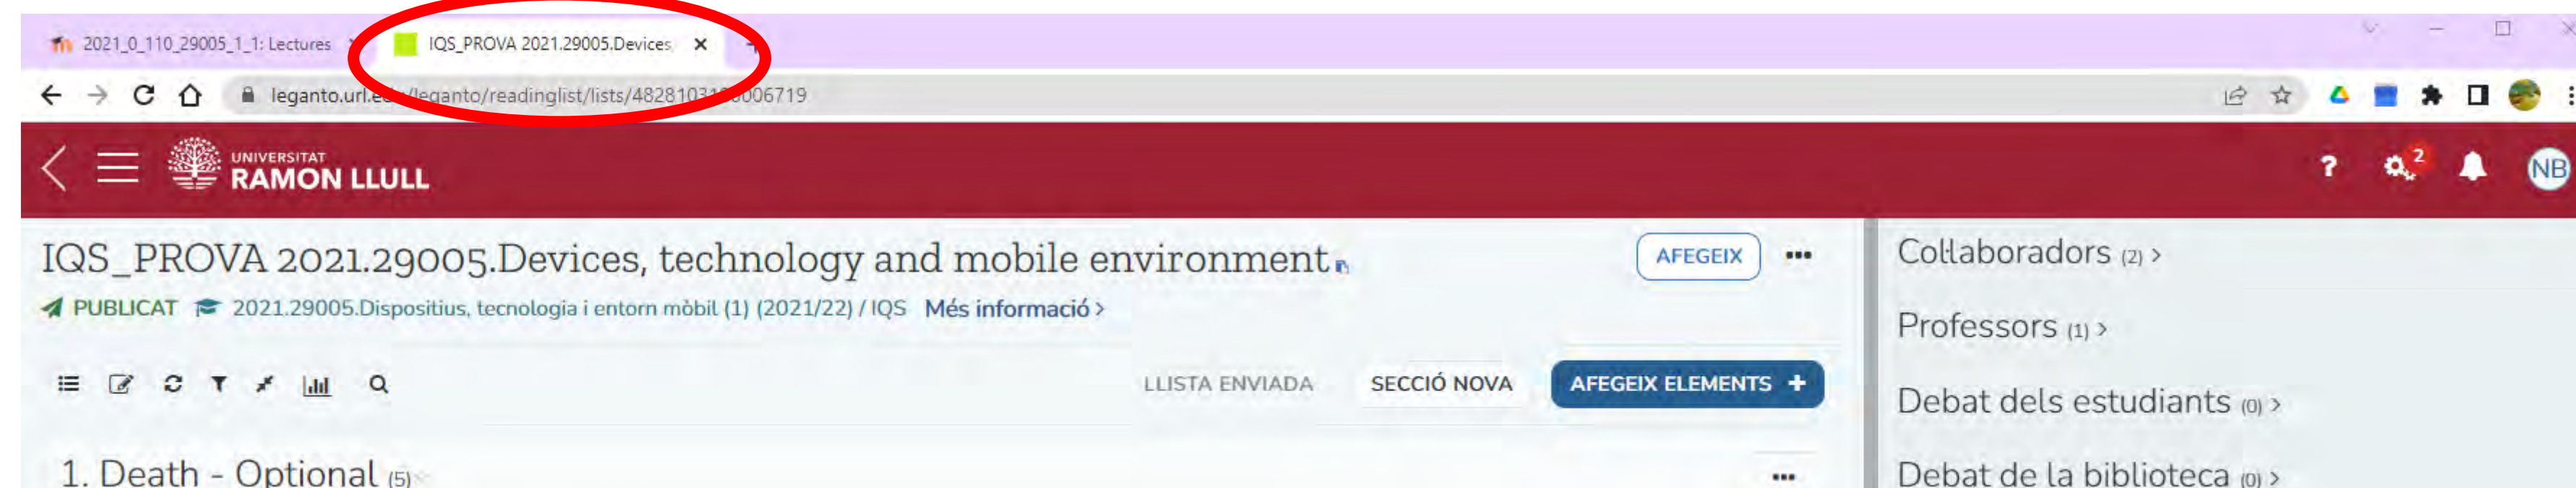 2021_0_110_29005_1_1: Lectures
IQS_PROVA 2021.29005.Devices,
leganto.url.edu/leganto/readinglist/lists/4828103
006719
UNIVERSITAT
RAMON LLULL
? 2 NB
IQS_PROVA 2021.29005.Devices, technology and mobile environment
AFEGEIX
PUBLICAT 2021.29005.Dispositius, tecnologia i entorn mòbil (1) (2021/22) / IQS Més informació >
LLISTA ENVIADA SECCIÓ NOVA AFEGEIX ELEMENTS +
1. Death - Optional (5)
Col·laboradors (2) >
Professors (1) >
Debat dels estudiants (0) >
Debat de la biblioteca (0) >